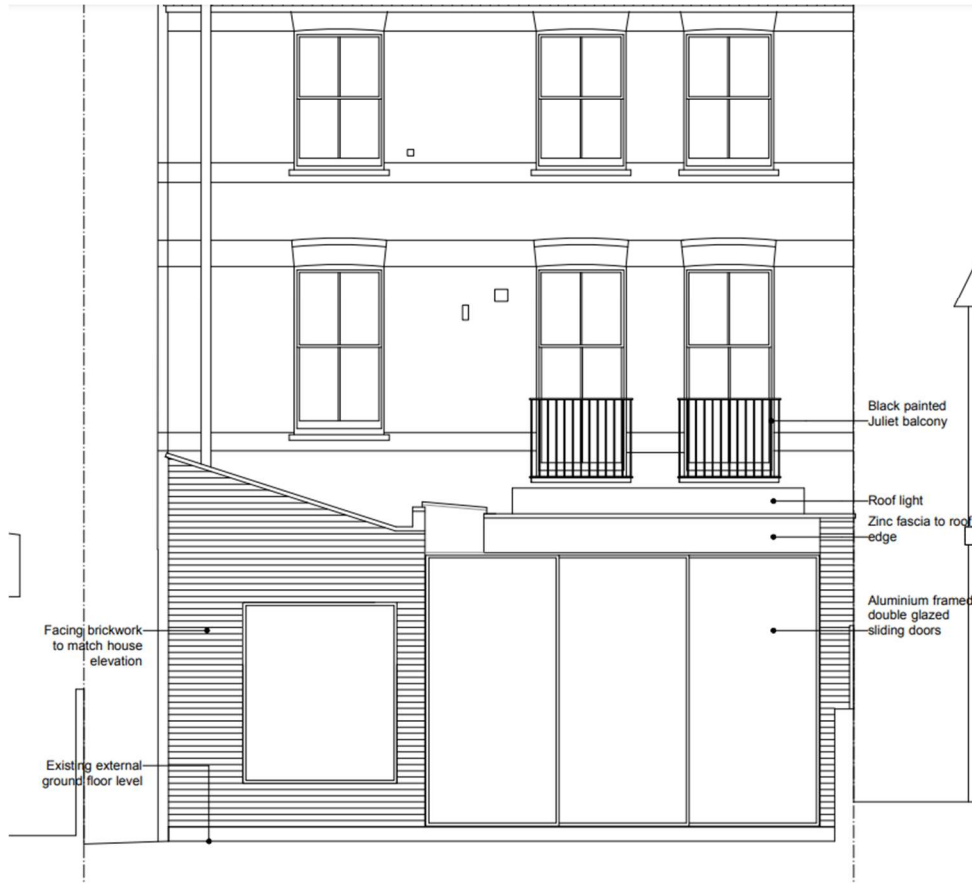 Black painted
Juliet balcony
Roof light
Zinc fascia to roof
edge
Aluminium framed
double glazed
sliding doors
Facing brickwork
to match house
elevation
Existing external
ground floor level